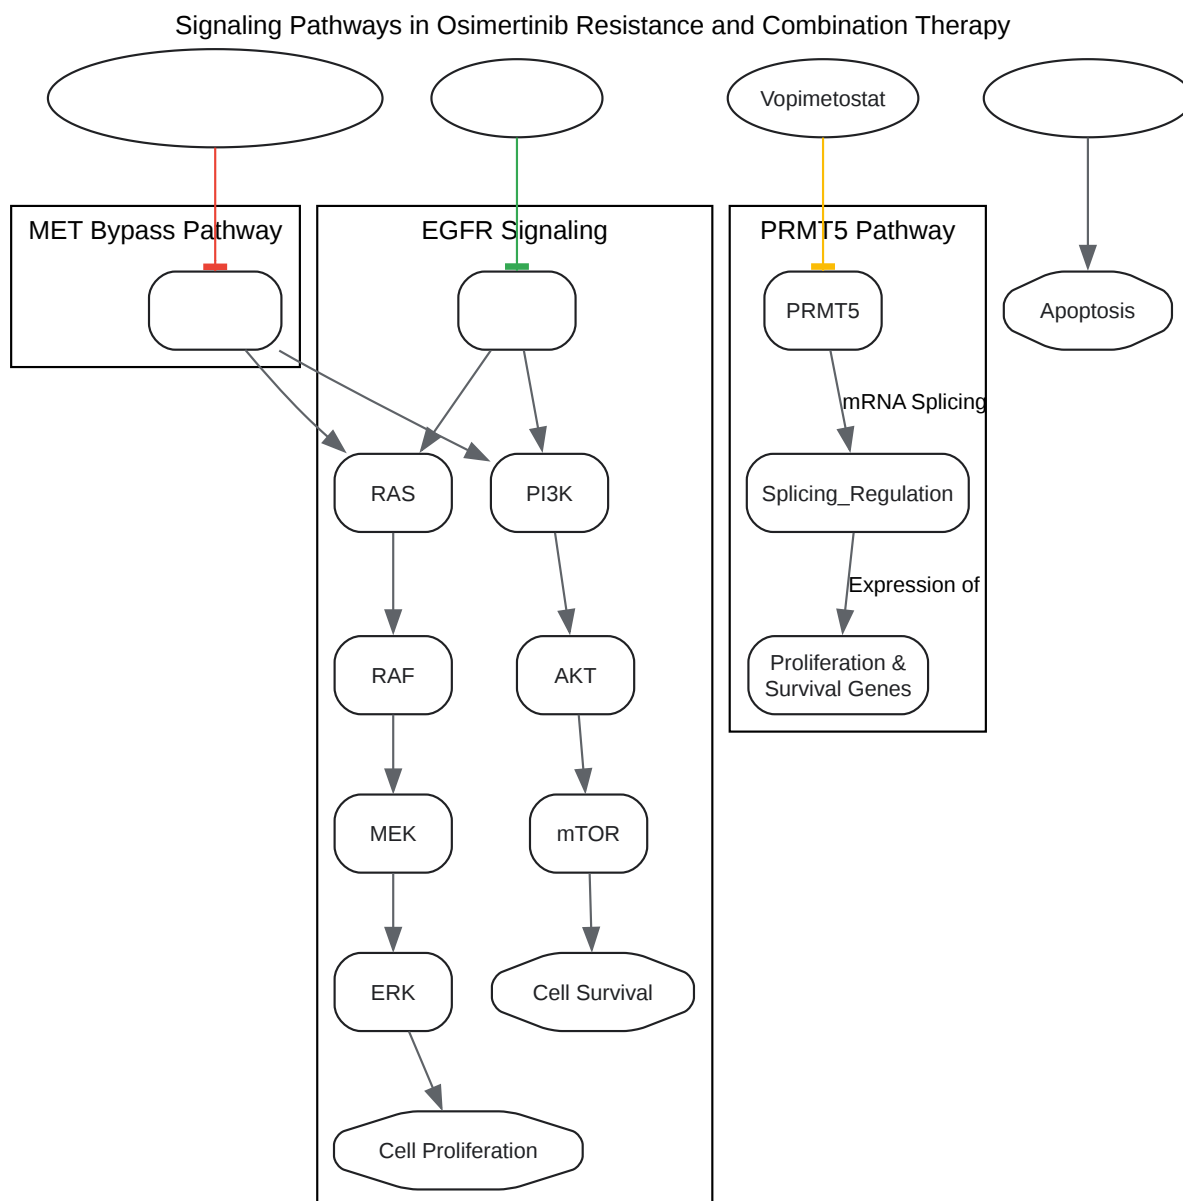 Signaling Pathways in Osimertinib Resistance and Combination Therapy
Vopimetostat
MET Bypass Pathway
EGFR Signaling
PRMT5 Pathway
PRMT5
Apoptosis
mRNA Splicing
RAS
PI3K
Splicing_Regulation
Expression of
RAF
AKT
Proliferation &
Survival Genes
MEK
mTOR
ERK
Cell Survival
Cell Proliferation